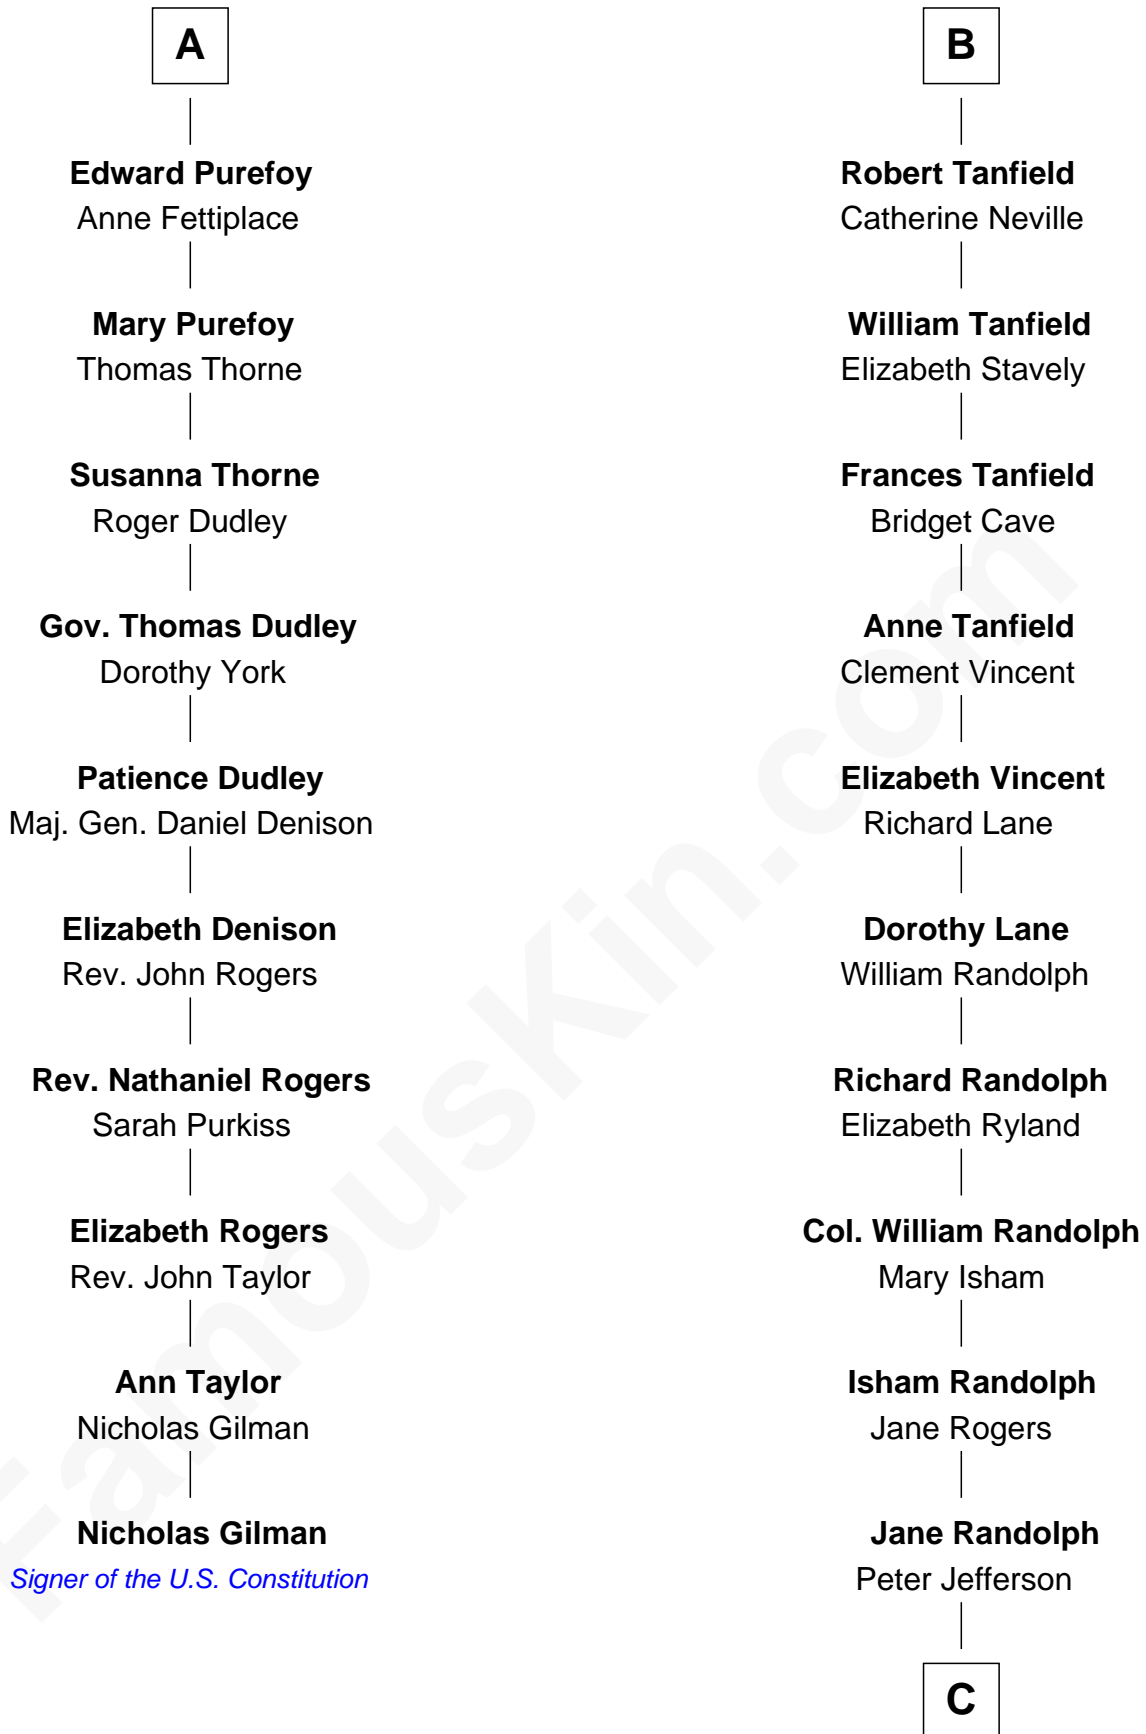 A
Edward Purefoy
Anne Fettiplace
Mary Purefoy
Thomas Thorne
Susanna Thorne
Roger Dudley
Gov. Thomas Dudley
Dorothy York
Patience Dudley
Maj. Gen. Daniel Denison
Elizabeth Denison
Rev. John Rogers
Rev. Nathaniel Rogers
Sarah Purkiss
Elizabeth Rogers
Rev. John Taylor
Ann Taylor
Nicholas Gilman
Nicholas Gilman
Signer of the U.S. Constitution
B
Robert Tanfield
Catherine Neville
William Tanfield
Elizabeth Stavely
Frances Tanfield
Bridget Cave
Anne Tanfield
Clement Vincent
Elizabeth Vincent
Richard Lane
Dorothy Lane
William Randolph
Richard Randolph
Elizabeth Ryland
Col. William Randolph
Mary Isham
Isham Randolph
Jane Rogers
Jane Randolph
Peter Jefferson
C
FamousKin.com